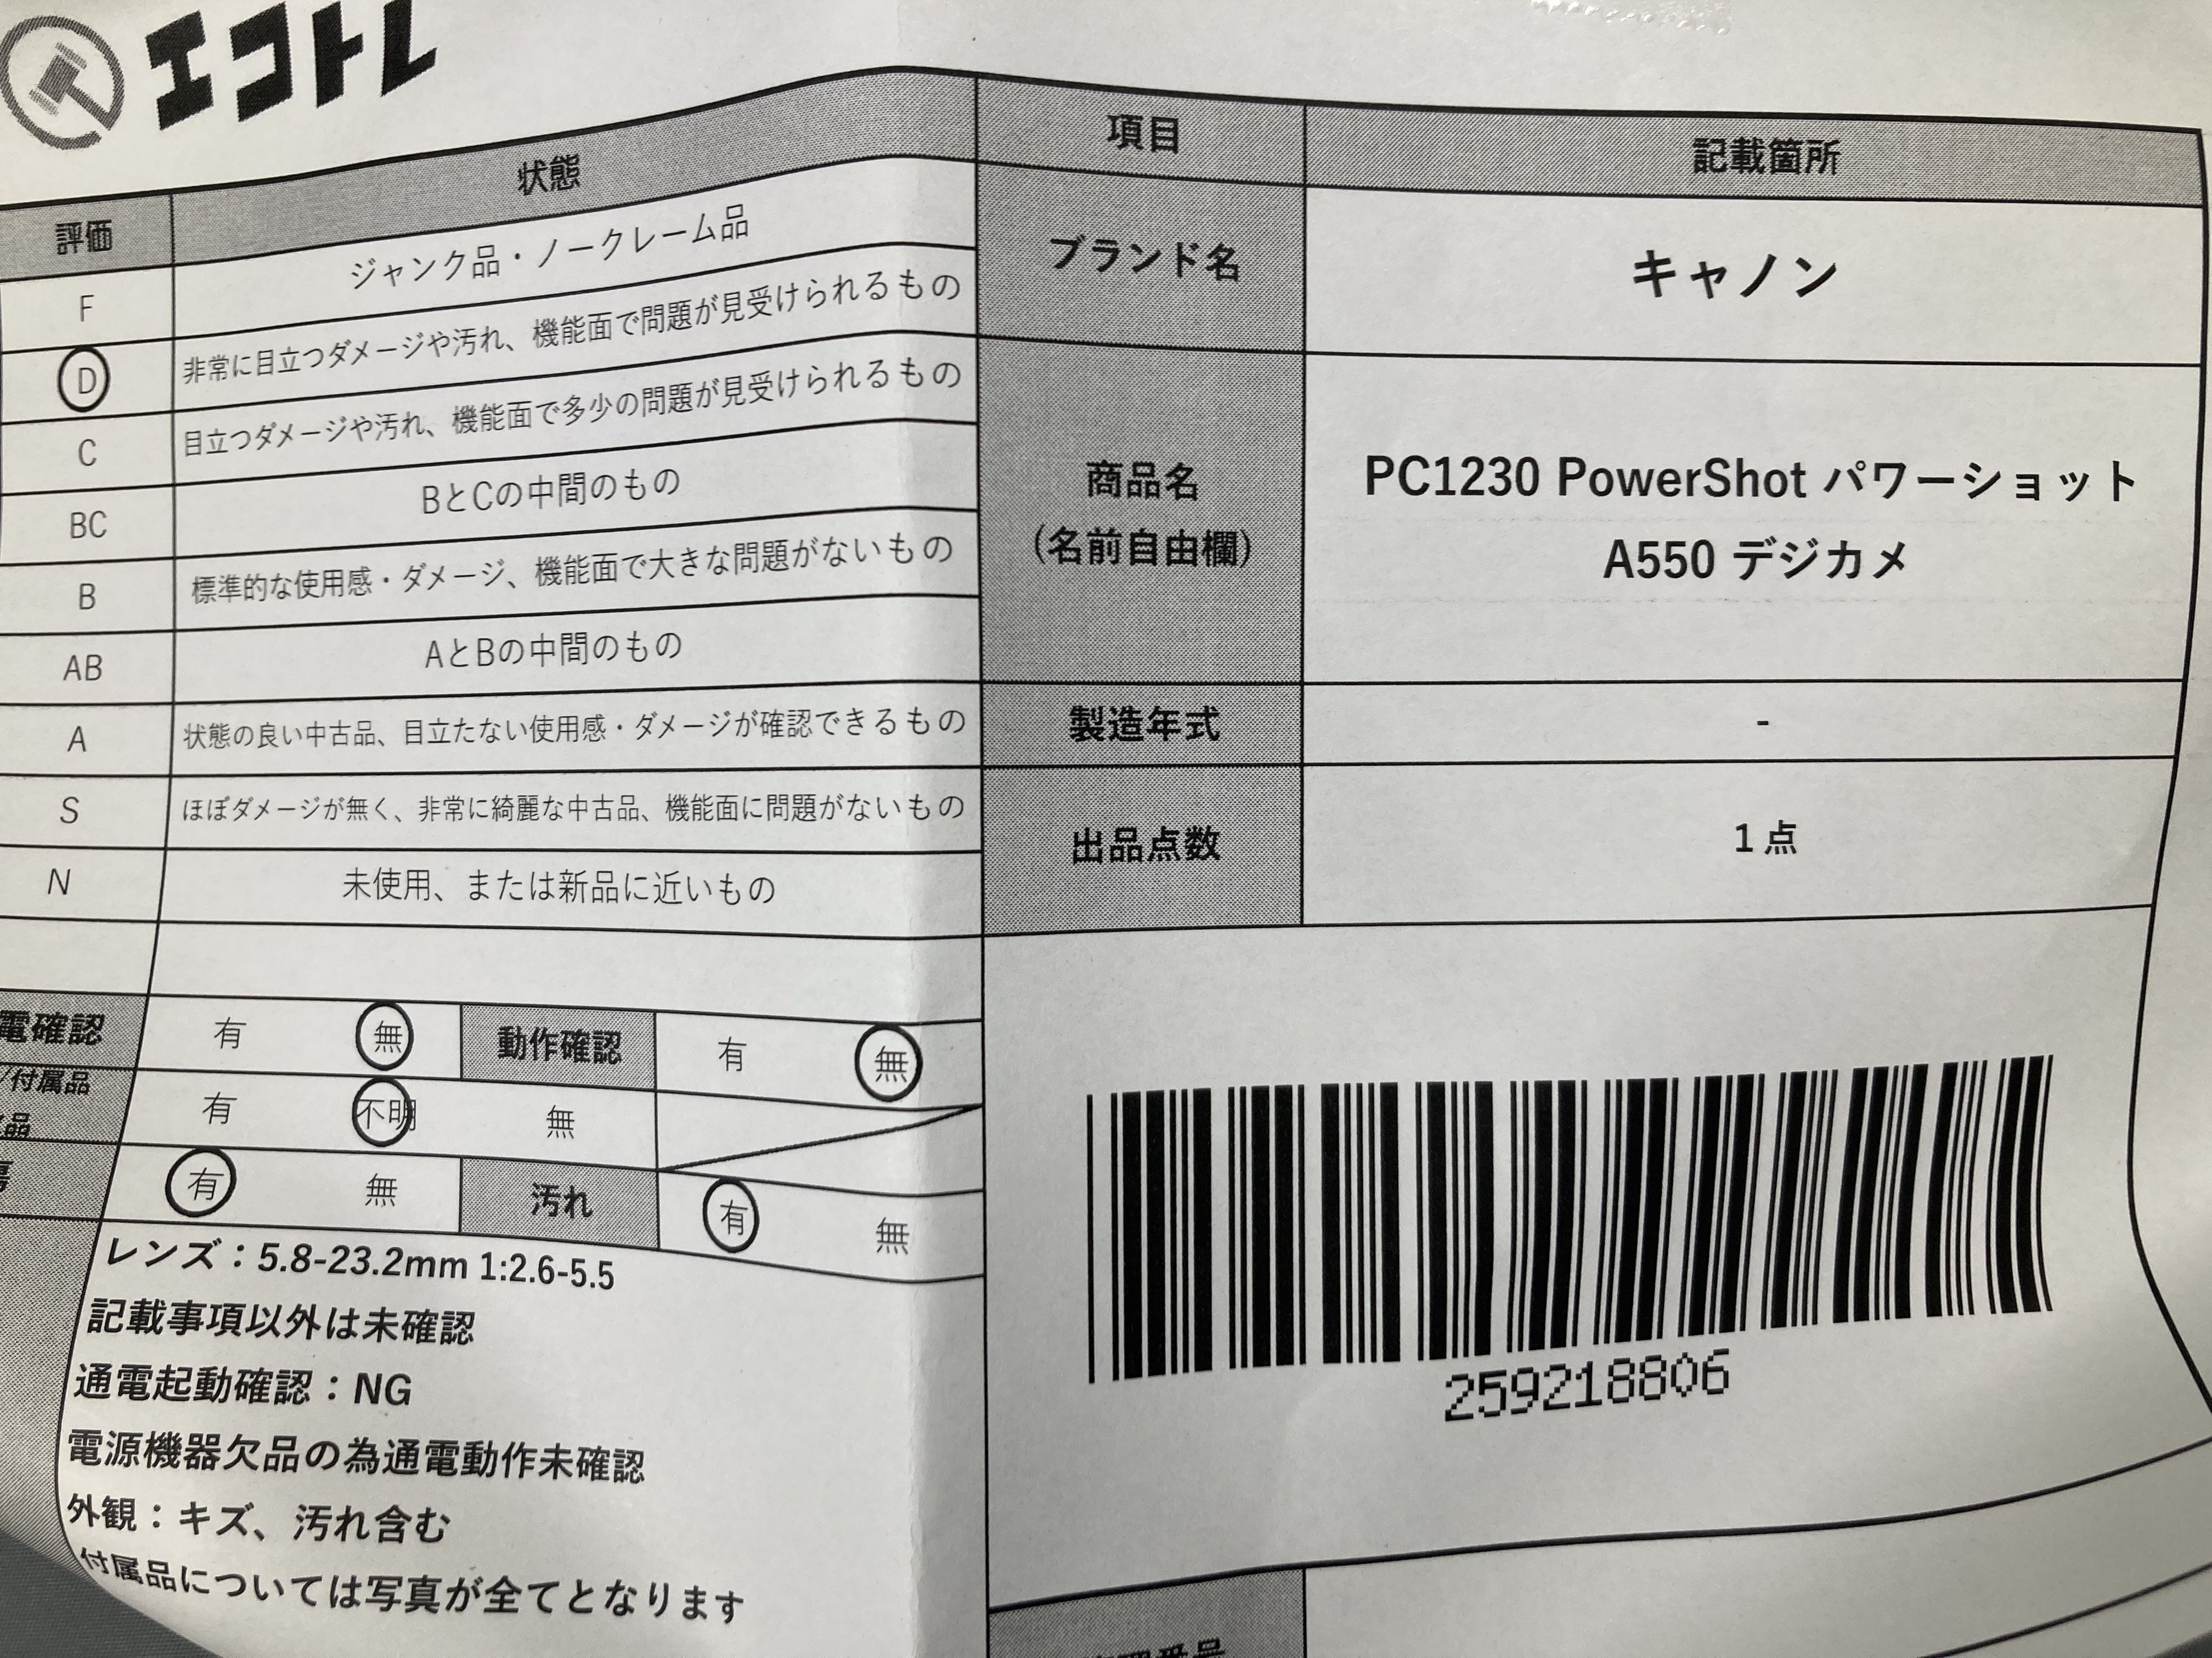 エコトレ
評価 状態
F ジャンク品・ノークレーム品
D 非常に目立つダメージや汚れ、機能面で問題が見受けられるもの
C 目立つダメージや汚れ、機能面で多少の問題が見受けられるもの
BC BとCの中間のもの
B 標準的な使用感・ダメージ、機能面で大きな問題がないもの
AB AとBの中間のもの
A 状態の良い中古品、目立たない使用感・ダメージが確認できるもの
S ほぼダメージが無く、非常に綺麗な中古品、機能面に問題がないもの
N 未使用、または新品に近いもの
電確認 有 無 動作確認 有 無
/付属品 有 不明 無
品
有 無 汚れ 有 無
レンズ：5.8-23.2mm 1:2.6-5.5
記載事項以外は未確認
通電起動確認：NG
電源機器欠品の為通電動作未確認
外観：キズ、汚れ含む
付属品については写真が全てとなります
項目 記載箇所
ブランド名 キャノン
商品名
(名前自由欄)
PC1230 PowerShot パワーショット
A550 デジカメ
製造年式 -
出品点数 1点
259218806